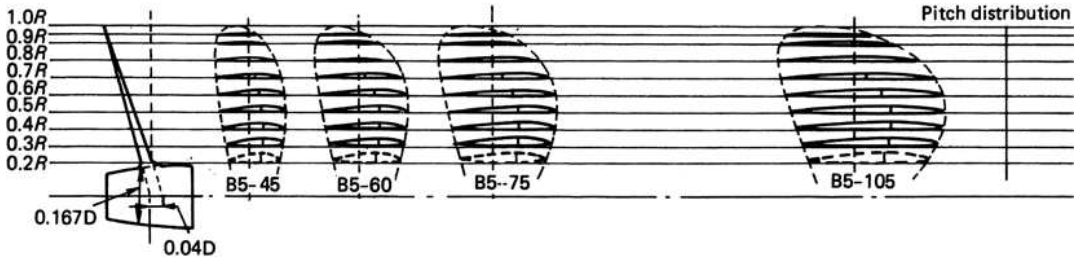 Pitch distribution
1.0R
0.9R
0.8R
0.7R
0.6R
0.5R
0.4R
0.3R
0.2R
B5-45
B5-60
B5--75
B5-105
0.167D
0.04D